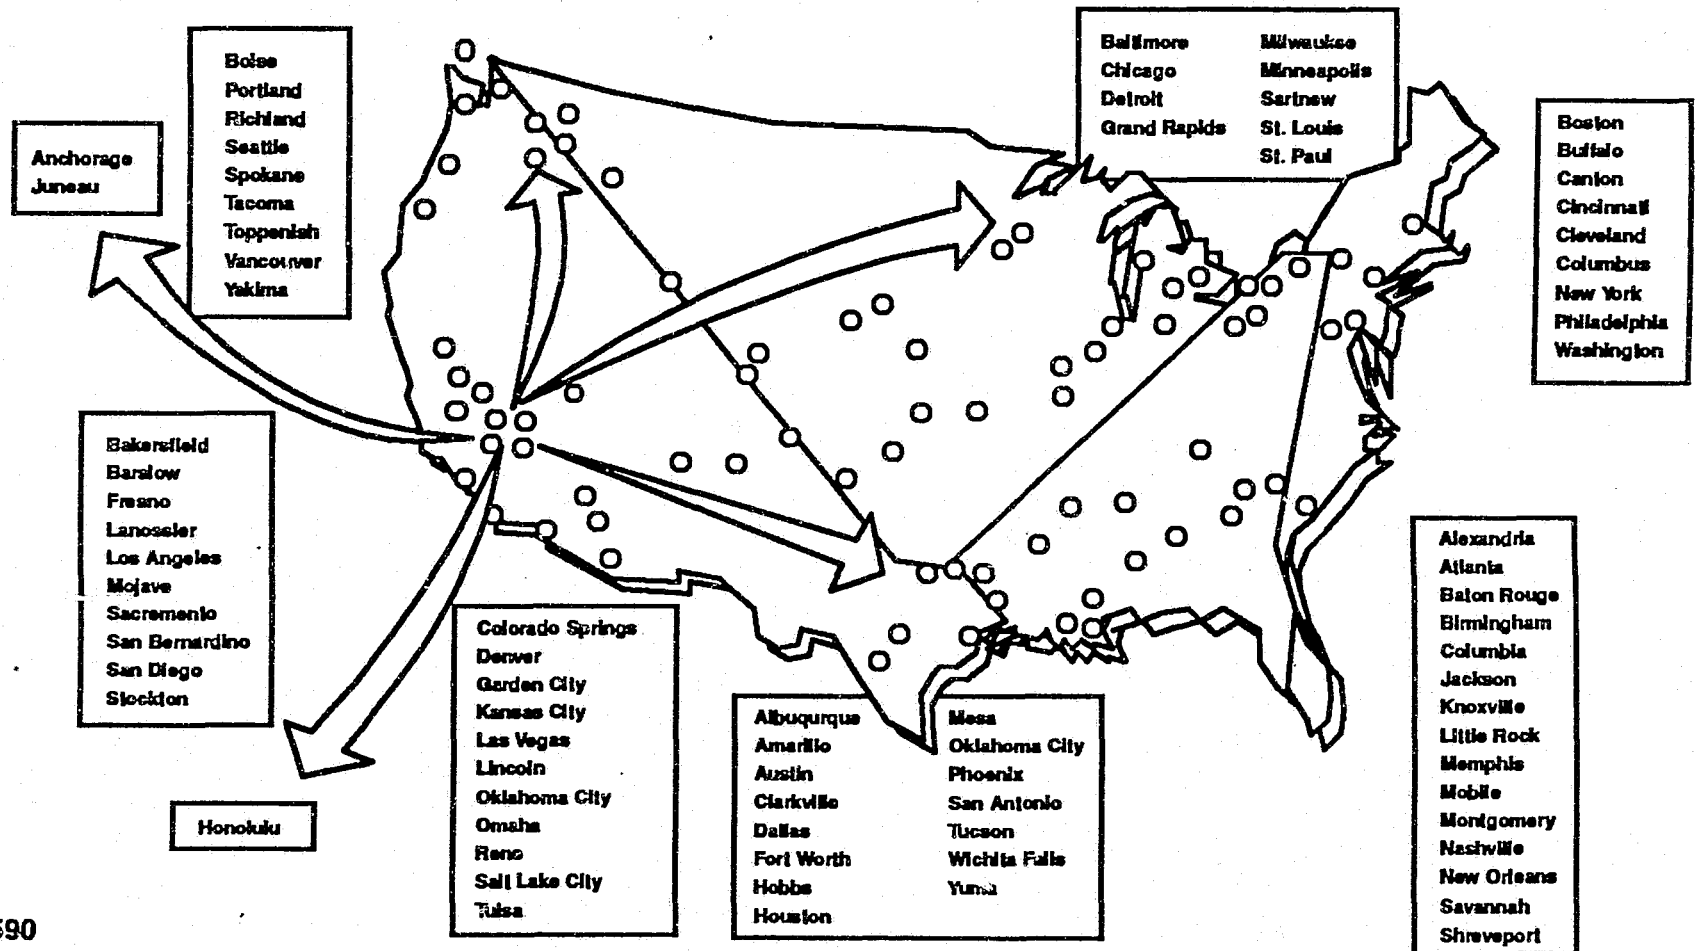 Baltimore
Chicago
Detroit
Grand Rapids
Milwaukee
Minneapolis
Sartnew
St. Louis
St. Paul
Boise
Portland
Richland
Seattle
Spokane
Tacoma
Toppenish
Vancouver
Yakima
Anchorage
Juneau
Boston
Buffalo
Canton
Cincinnati
Cleveland
Columbus
New York
Philadelphia
Washington
Bakersfield
Barstow
Fresno
Los Angeles
Mojave
Sacremento
San Bernardino
San Diego
Stockton
Honolulu
Colorado Springs
Denver
Garden City
Kansas City
Las Vegas
Lincoln
Oklahoma City
Omaha
Reno
Salt Lake City
Tulsa
Albuqurque
Amarillo
Austin
Clarkville
Dallas
Fort Worth
Hobbs
Houston
Mesa
Oklahoma City
Phoenix
San Antonio
Tucson
Wichita Falls
Yuma
Alexandria
Atlanta
Baton Rouge
Birmingham
Columbia
Jackson
Knoxville
Little Rock
Memphis
Mobile
Montgomery
Nashville
New Orleans
Savannah
Shreveport
590